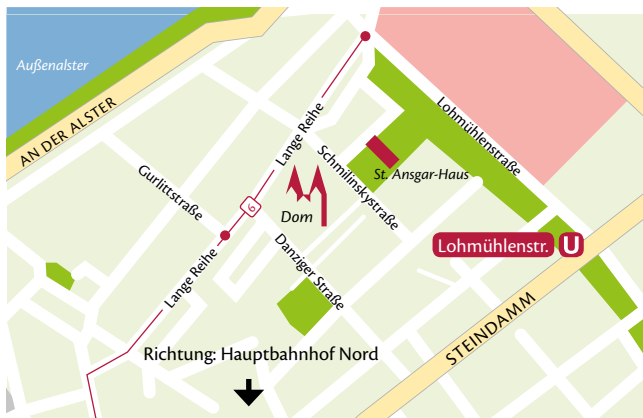 Außenalster
AN DER ALSTER
Lange Reihe
Lohmühlenstraße
Schmilinskystraße
St. Ansgar-Haus
Gurlittstraße
6
Dom
Lohmühlenstr. U
Danziger Straße
Lange Reihe
STEINDAMM
Richtung: Hauptbahnhof Nord